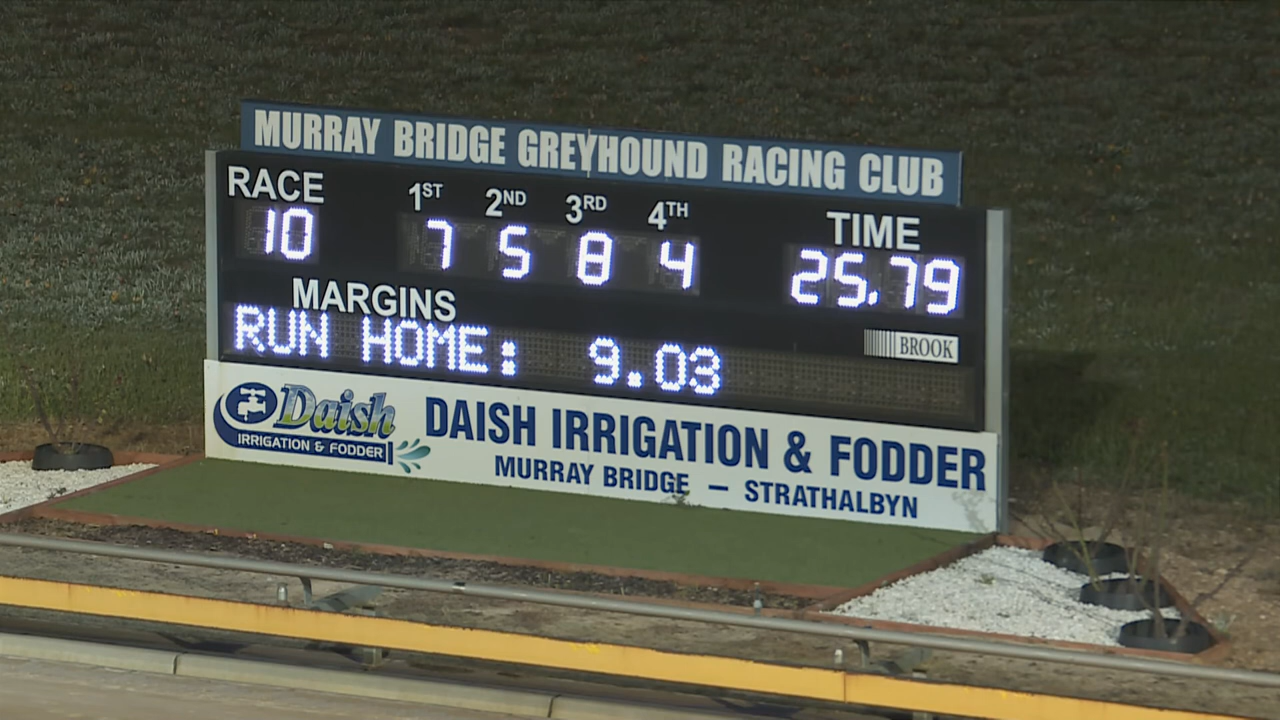 MURRAY BRIDGE GREYHOUND RACING CLUB
RACE 1ST 2ND 3RD 4TH TIME
10 7 5 8 4 25.79
MARGINS
RUN HOME: 9.03
BROOK
Daish
IRRIGATION & FODDER
DAISH IRRIGATION & FODDER
MURRAY BRIDGE – STRATHALBYN